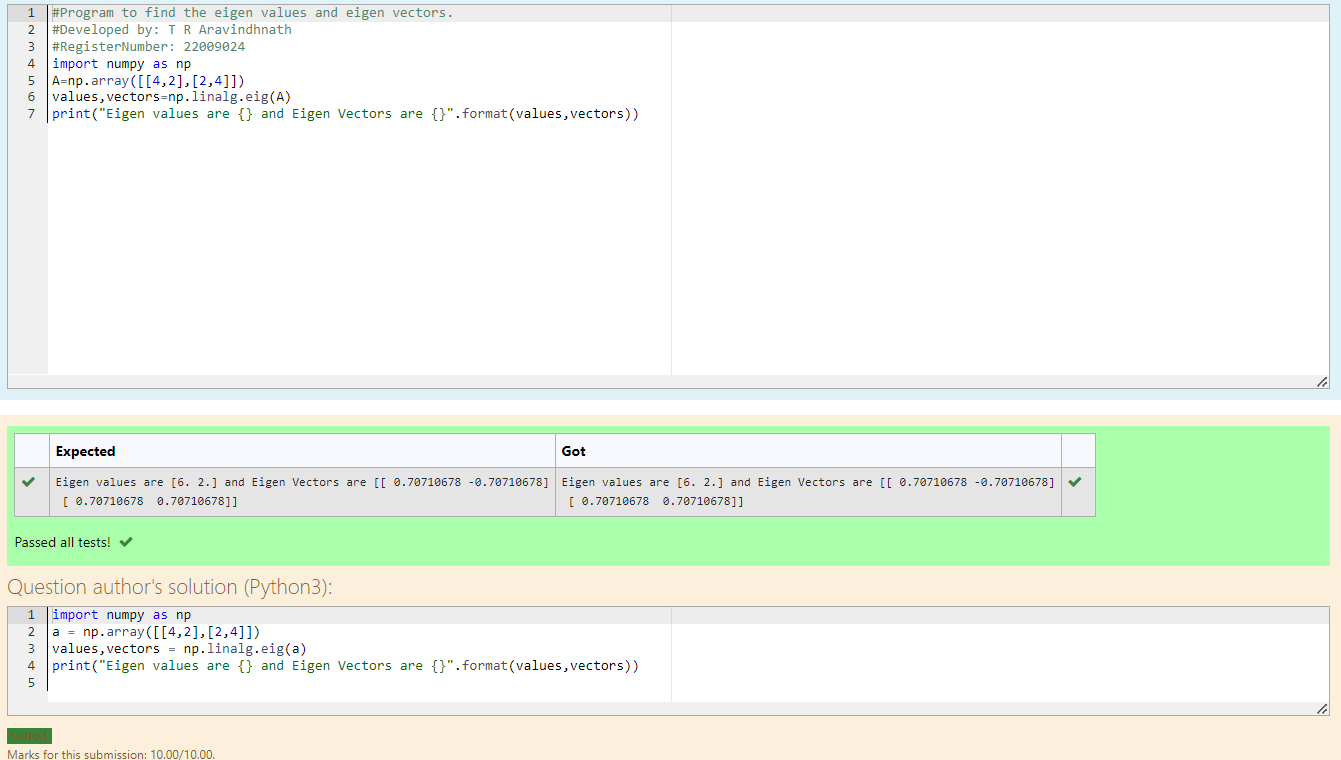 1 #Program to find the eigen values and eigen vectors.
2 #Developed by: T R Aravindhnath
3 #RegisterNumber: 22009024
4 import numpy as np
5 A=np.array([[4,2],[2,4]])
6 values,vectors=np.linalg.eig(A)
7 print("Eigen values are {} and Eigen Vectors are {}".format(values,vectors))
Expected Got
Eigen values are [6. 2.] and Eigen Vectors are [[ 0.70710678 -0.70710678] Eigen values are [6. 2.] and Eigen Vectors are [[ 0.70710678 -0.70710678]
[ 0.70710678  0.70710678]] [ 0.70710678  0.70710678]]
Passed all tests!
Question author's solution (Python3):
1 import numpy as np
2 a = np.array([[4,2],[2,4]])
3 values,vectors = np.linalg.eig(a)
4 print("Eigen values are {} and Eigen Vectors are {}".format(values,vectors))
5
Correct
Marks for this submission: 10.00/10.00.